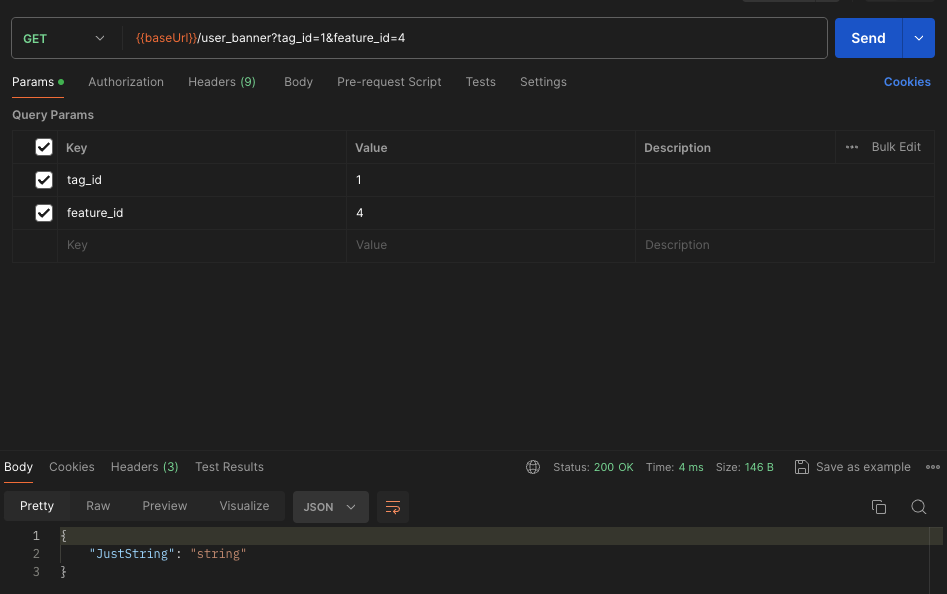 GET {{baseUrl}}/user_banner?tag_id=1&feature_id=4 Send
Params Authorization Headers (9) Body Pre-request Script Tests Settings Cookies
Query Params
Key Value Description ••• Bulk Edit
tag_id 1
feature_id 4
Key Value Description
Body Cookies Headers (3) Test Results Status: 200 OK Time: 4 ms Size: 146 B Save as example •••
Pretty Raw Preview Visualize JSON
1 {
2 "JustString": "string"
3 }